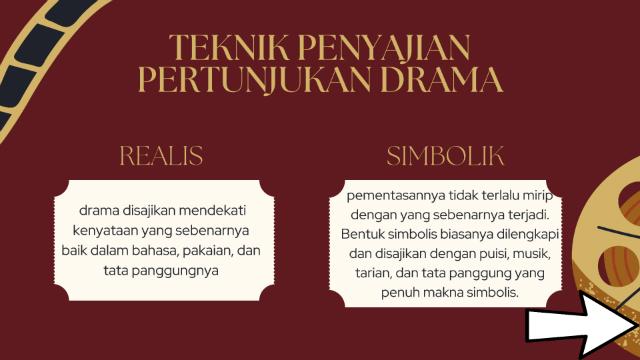 TEKNIK PENYAJIAN
PERTUNJUKAN DRAMA
REALIS
drama disajikan mendekati
kenyataan yang sebenarnya
baik dalam bahasa, pakaian, dan
tata panggungnya
SIMBOLIK
pementasannya tidak terlalu mirip
dengan yang sebenarnya terjadi.
Bentuk simbolis biasanya dilengkapi
dan disajikan dengan puisi, musik,
tarian, dan tata panggung yang
penuh makna simbolis.